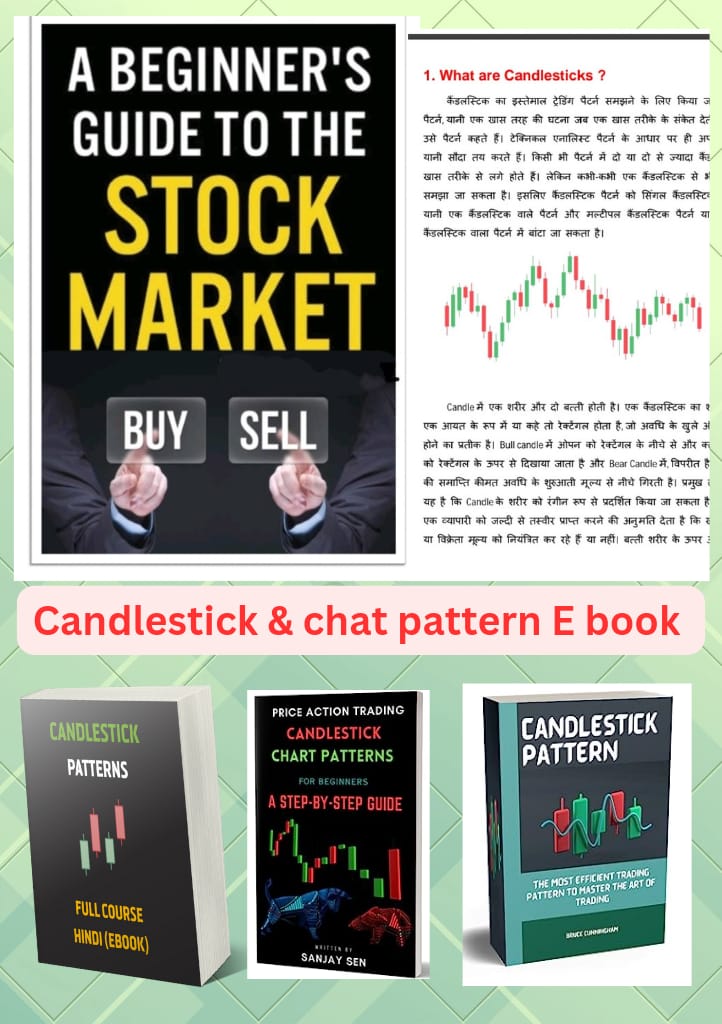 A BEGINNER'S
GUIDE TO THE
STOCK
MARKET
BUY SELL
1. What are Candlesticks ?
कैंडलस्टिक का इस्तेमाल ट्रेडिंग पैटर्न समझने के लिए किया
पैटर्न, यानी एक खास तरह की घटना जब एक खास तरीके के संकेत
उसे पैटर्न कहते हैं। टेक्निकल एनालिस्ट पैटर्न के आधार पर ही
यानी सौदा तय करते हैं। किसी भी पैटर्न में दो या दो से ज्यादा
खास तरीके से लगे होते हैं। लेकिन कभी-कभी एक कैंडलस्टिक से
समझा जा सकता है। इसलिए कैंडलस्टिक पैटर्न को सिंगल
यानी एक कैंडलस्टिक वाले पैटर्न और मल्टीपल कैंडलस्टिक पैटर्न
कैंडलस्टिक वाला पैटर्न में बांटा जा सकता है।
Candle में एक शरीर और दो बत्ती होती है। एक कैंडलस्टिक का
एक आयत के रूप में या कहे तो रेक्टेंगल होता है, जो अवधि के खुले
होने का प्रतीक है। Bull candle में ओपन को रेक्टेंगल के नीचे से और
को रेक्टेंगल के ऊपर से दिखाया जाता है और Bear Candle में, विपरीत
की समाप्ति कीमत अवधि के शुरुआती मूल्य से नीचे गिरती है। प्रमुख
यह है कि Candle के शरीर को रंगीन रूप से प्रदर्शित किया जा सकता
एक व्यापारी को जल्दी से तस्वीर प्राप्त करने की अनुमति देता है कि
या विक्रेता मूल्य को नियंत्रित कर रहे हैं या नहीं। बत्ती शरीर के ऊपर
Candlestick & chat pattern E book
CANDLESTICK
PATTERNS
FULL COURSE
HINDI (EBOOK)
PRICE ACTION TRADING
CANDLESTICK
CHART PATTERNS
FOR BEGINNERS
A STEP-BY-STEP GUIDE
WRITTEN BY
SANJAY SEN
CANDLESTICK
PATTERN
THE MOST EFFICIENT TRADING
PATTERN TO MASTER THE ART OF
TRADING
BRUCE CUNNINGHAM